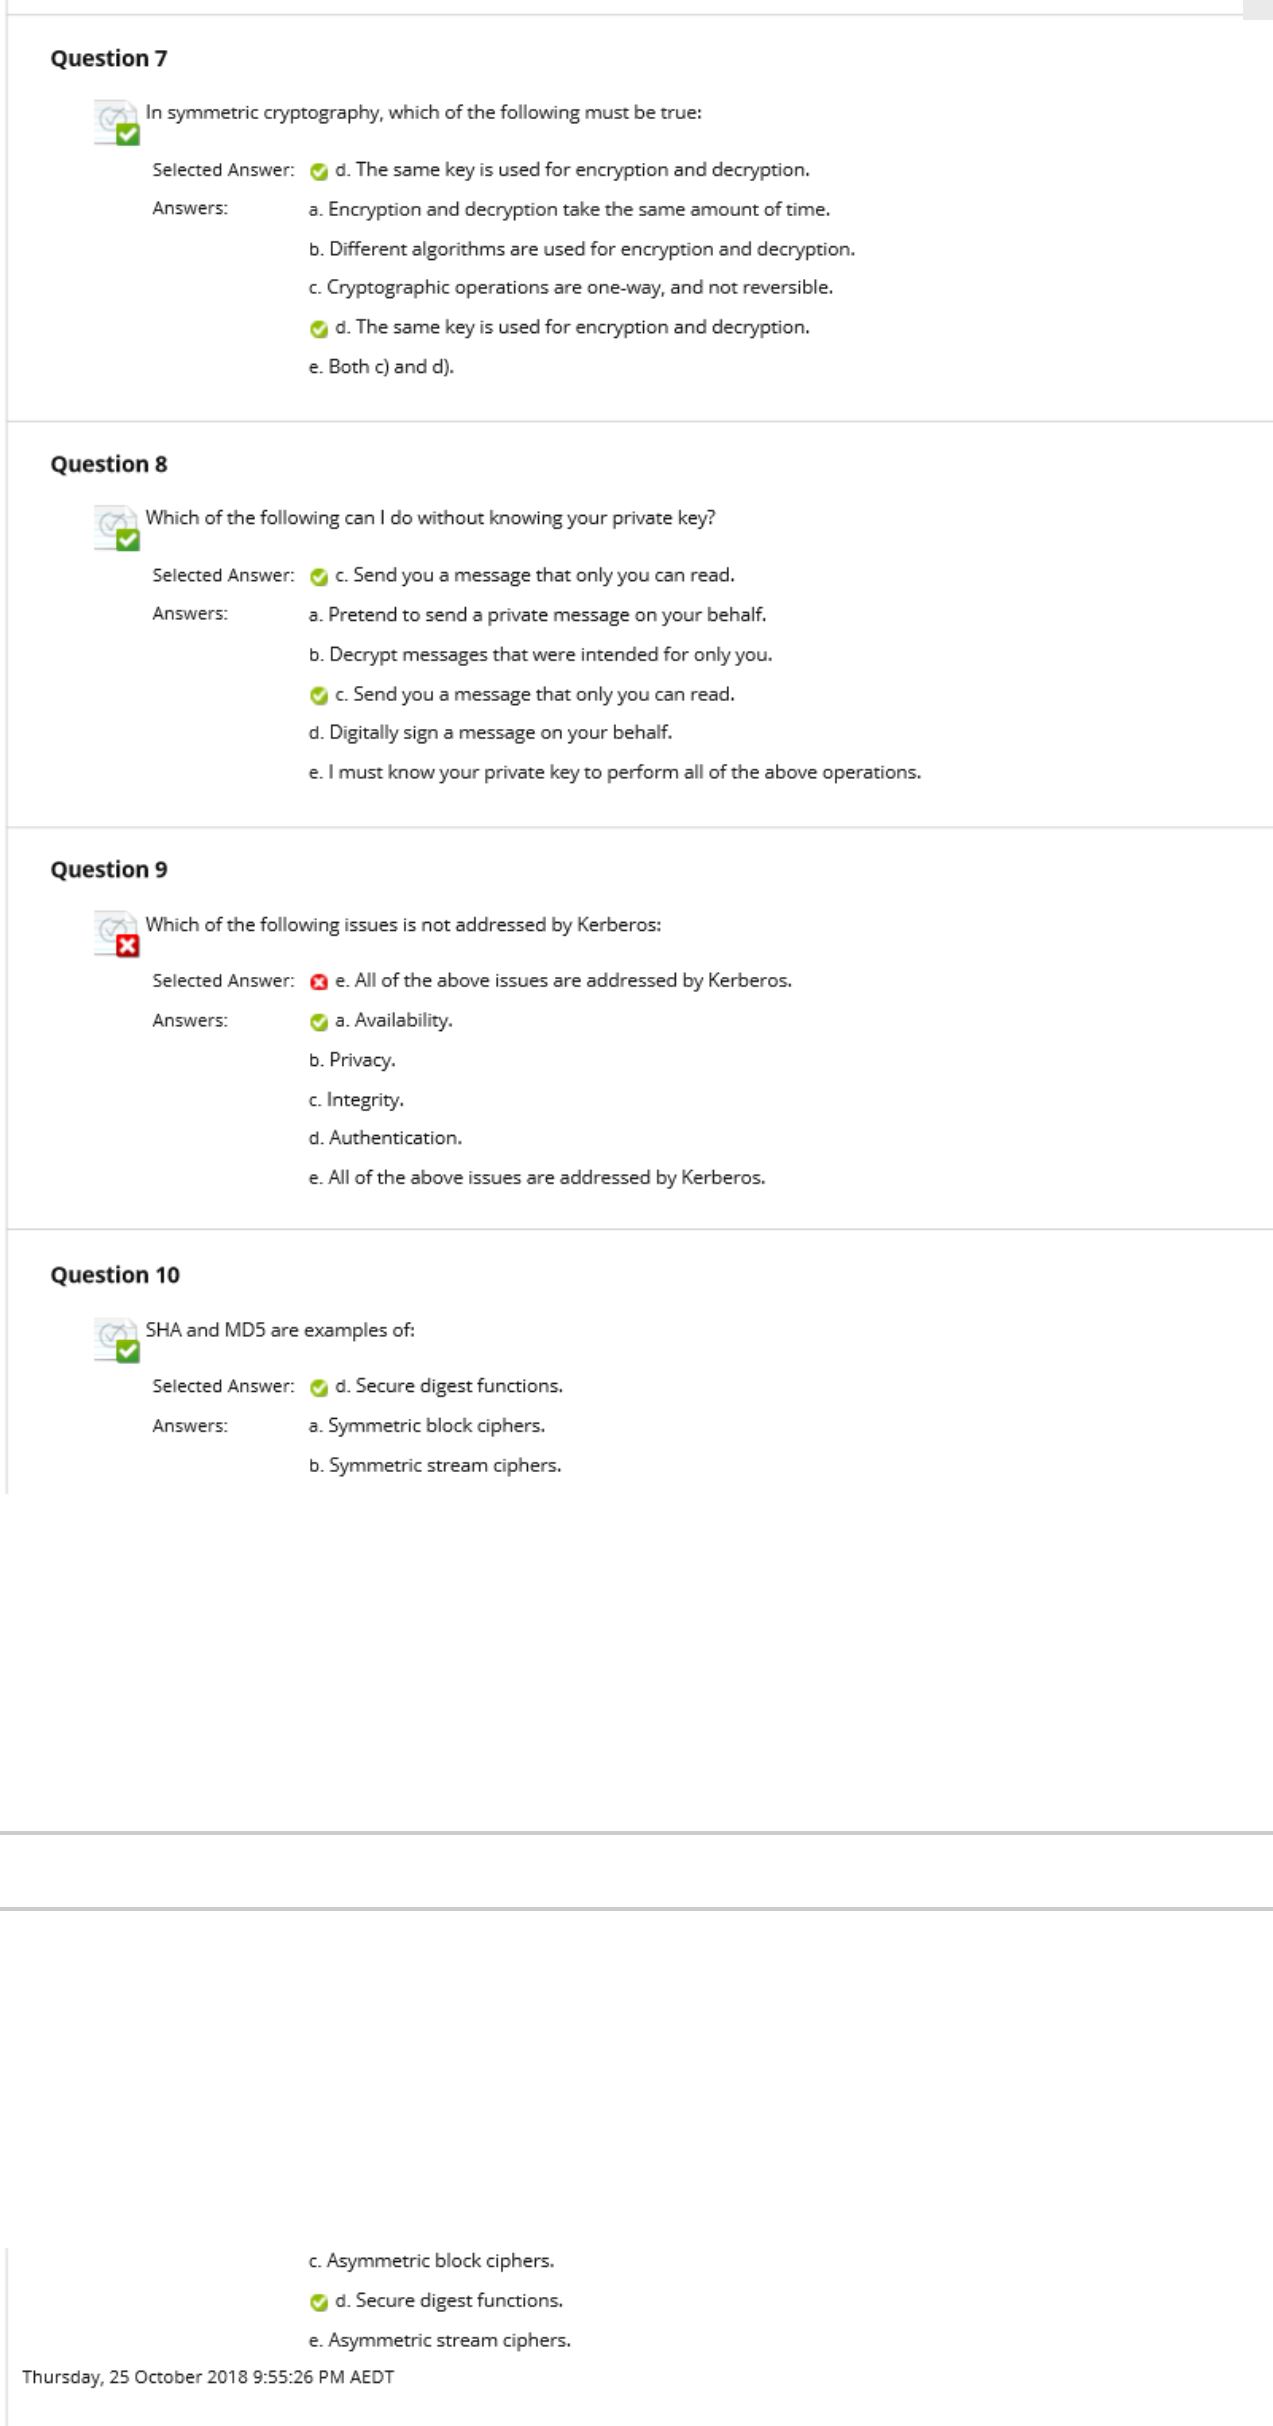 Question 7
In symmetric cryptography, which of the following must be true:
Selected Answer: d. The same key is used for encryption and decryption.
Answers: a. Encryption and decryption take the same amount of time.
b. Different algorithms are used for encryption and decryption.
c. Cryptographic operations are one-way, and not reversible.
d. The same key is used for encryption and decryption.
e. Both c) and d).
Question 8
Which of the following can I do without knowing your private key?
Selected Answer: c. Send you a message that only you can read.
Answers: a. Pretend to send a private message on your behalf.
b. Decrypt messages that were intended for only you.
c. Send you a message that only you can read.
d. Digitally sign a message on your behalf.
e. I must know your private key to perform all of the above operations.
Question 9
Which of the following issues is not addressed by Kerberos:
Selected Answer: e. All of the above issues are addressed by Kerberos.
Answers: a. Availability.
b. Privacy.
c. Integrity.
d. Authentication.
e. All of the above issues are addressed by Kerberos.
Question 10
SHA and MD5 are examples of:
Selected Answer: d. Secure digest functions.
Answers: a. Symmetric block ciphers.
b. Symmetric stream ciphers.
c. Asymmetric block ciphers.
d. Secure digest functions.
e. Asymmetric stream ciphers.
Thursday, 25 October 2018 9:55:26 PM AEDT